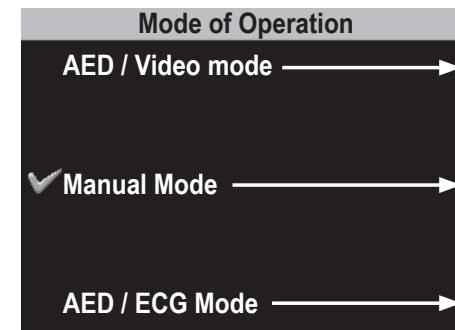 Mode of Operation
AED / Video mode
Manual Mode
AED / ECG Mode